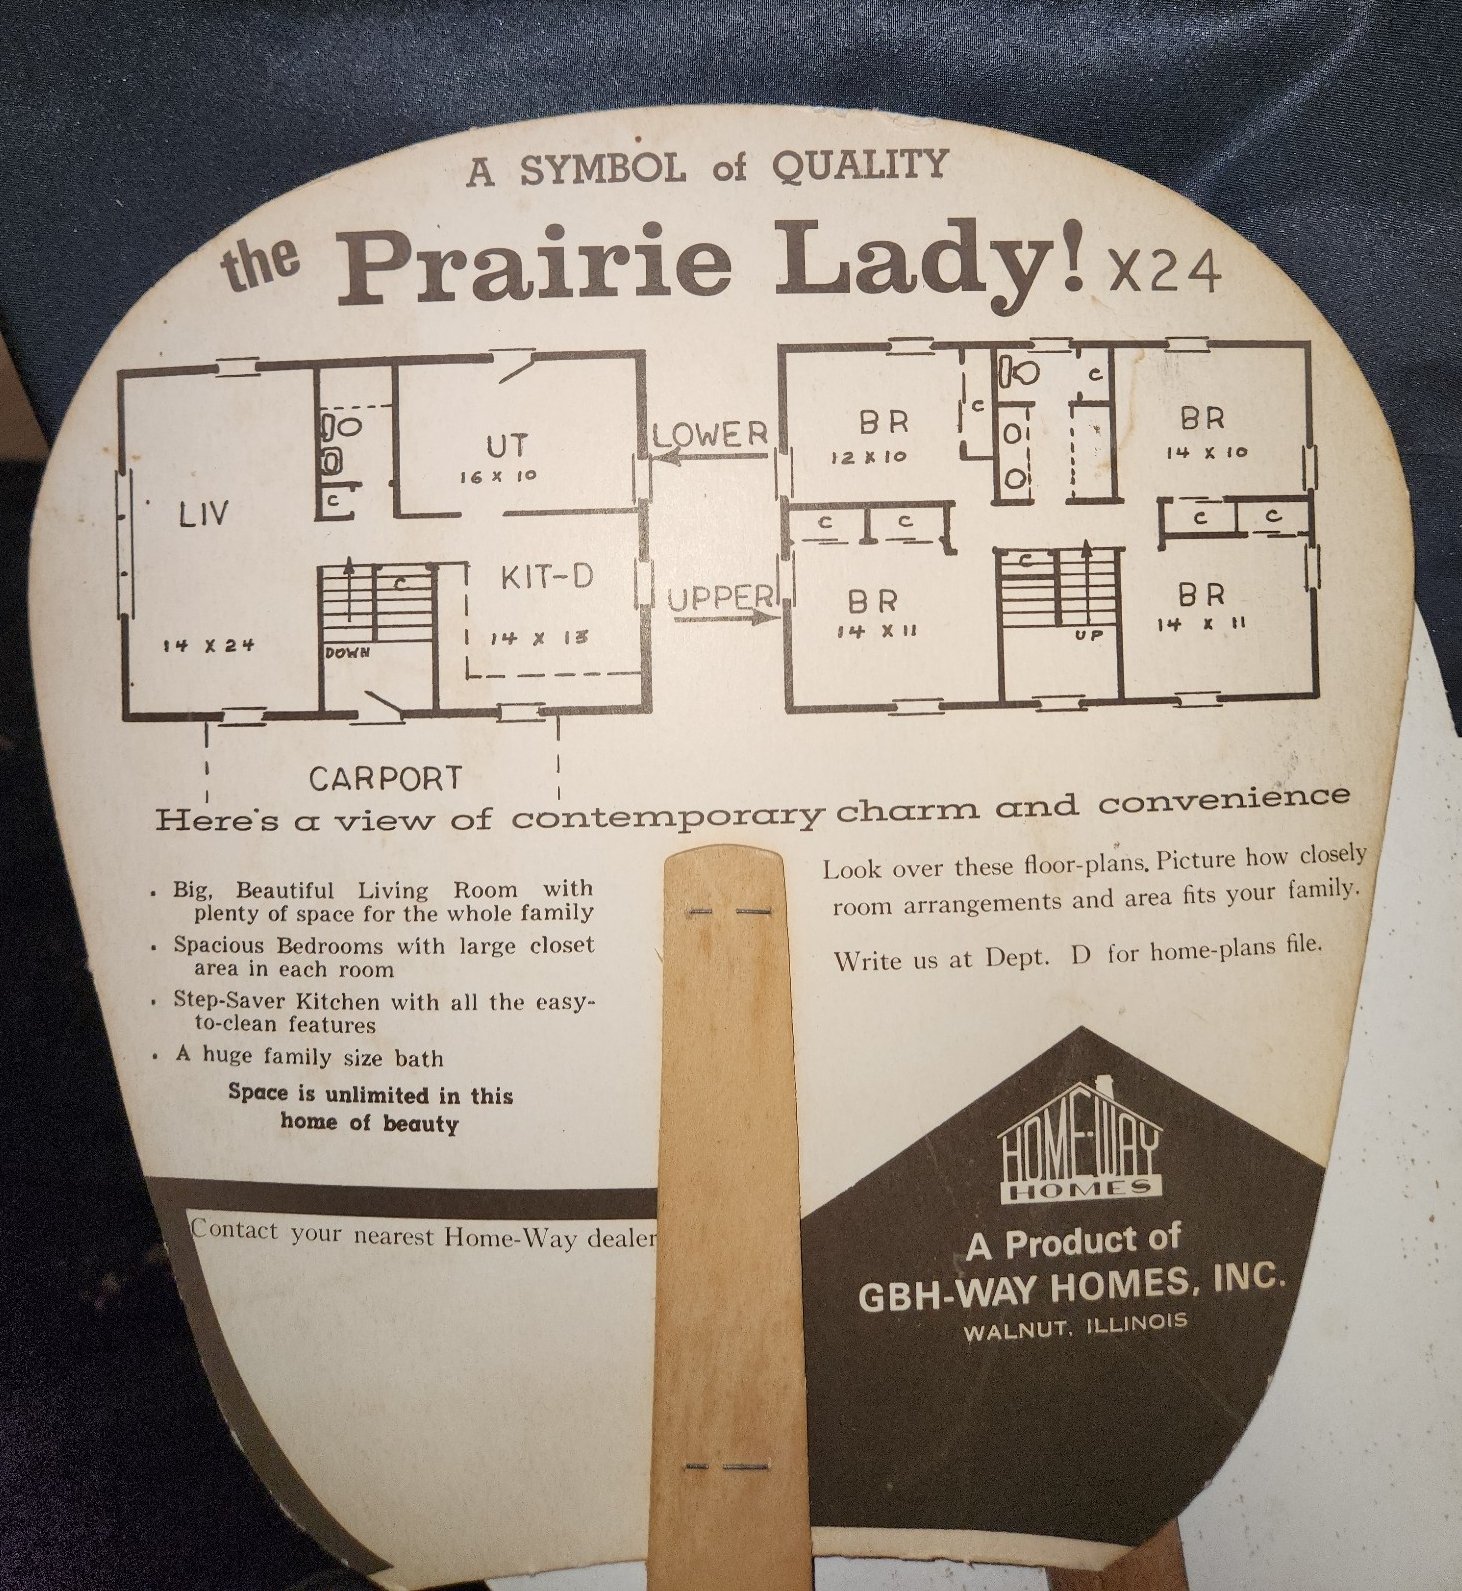 A SYMBOL of QUALITY
the Prairie Lady! X24
LIV
14 X 24
C
UT
16 X 10
KIT-D
14 X 13
C
DOWN
CARPORT
LOWER
UPPER
BR
12 X 10
C
C
BR
14 X 10
C
C
C
C
BR
14 X 11
C
UP
BR
14 X 11
Here's a view of contemporary charm and convenience
• Big, Beautiful Living Room with
plenty of space for the whole family
• Spacious Bedrooms with large closet
area in each room
• Step-Saver Kitchen with all the easy-
to-clean features
• A huge family size bath
Space is unlimited in this
home of beauty
Contact your nearest Home-Way dealer
Look over these floor-plans. Picture how closely
room arrangements and area fits your family.
Write us at Dept. D for home-plans file.
HOME-WAY
HOMES
A Product of
GBH-WAY HOMES, INC.
WALNUT, ILLINOIS